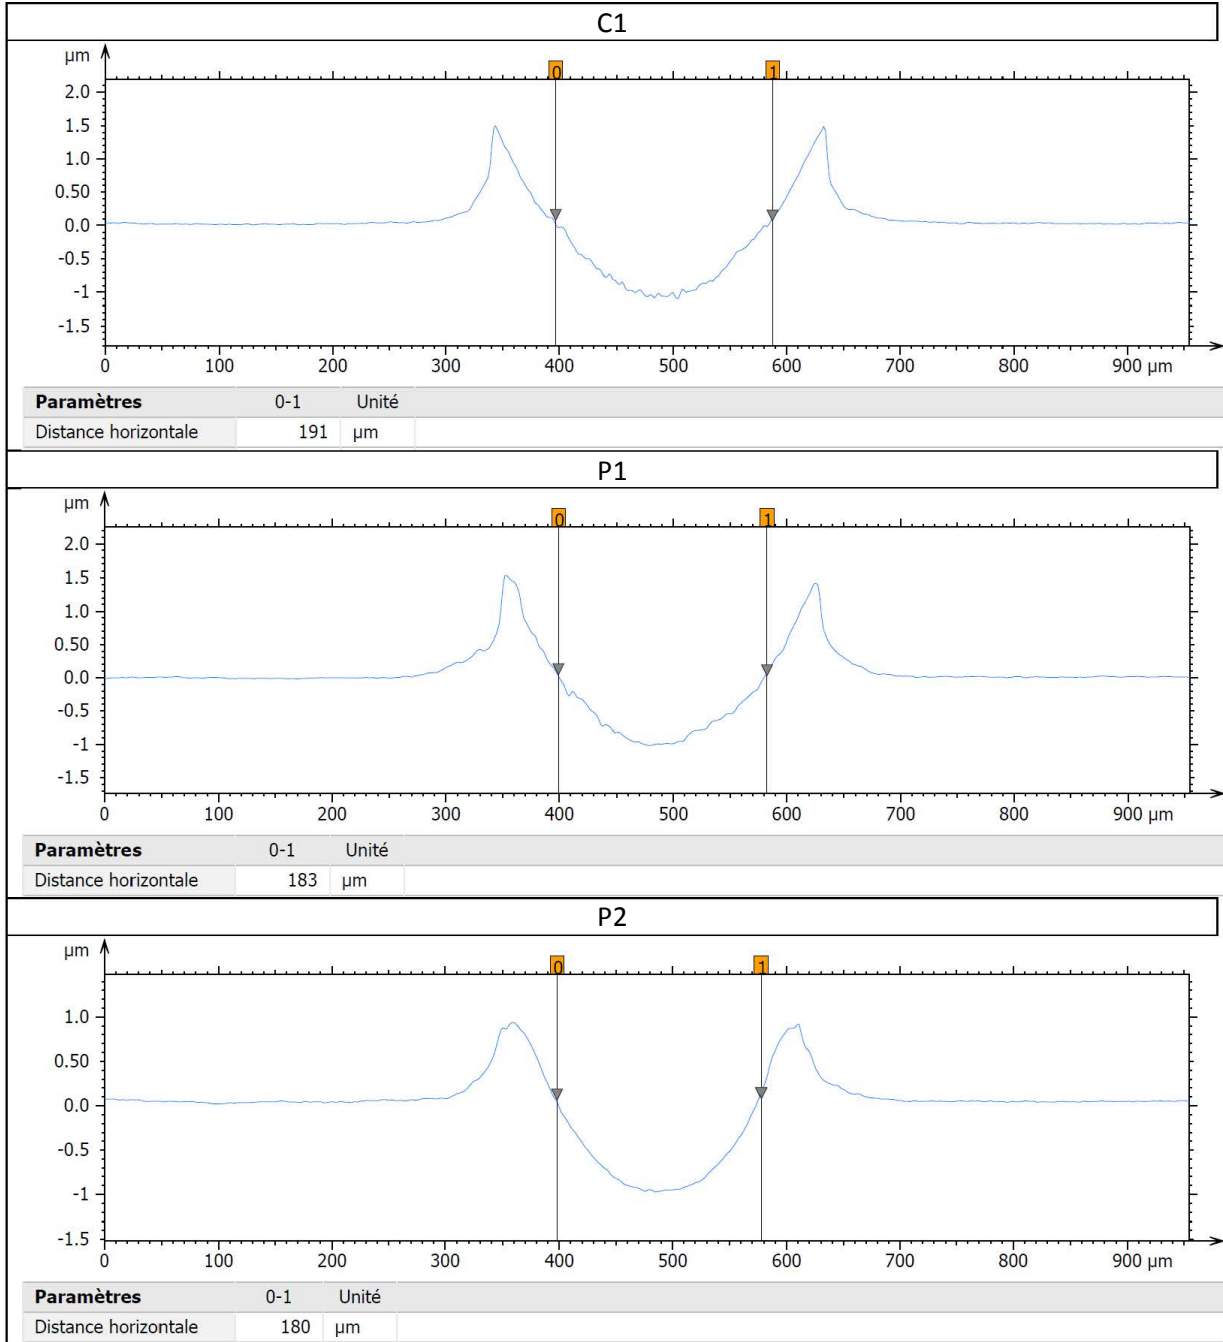 C1
µm
0 1
2.0
1.5
1.0
0.50
0.0
-0.5
-1
-1.5
0 100 200 300 400 500 600 700 800 900 µm
Paramètres 0-1 Unité
Distance horizontale 191 µm
P1
µm
0 1
2.0
1.5
1.0
0.50
0.0
-0.5
-1
-1.5
0 100 200 300 400 500 600 700 800 900 µm
Paramètres 0-1 Unité
Distance horizontale 183 µm
P2
µm
0 1
1.0
0.50
0.0
-0.5
-1
-1.5
0 100 200 300 400 500 600 700 800 900 µm
Paramètres 0-1 Unité
Distance horizontale 180 µm